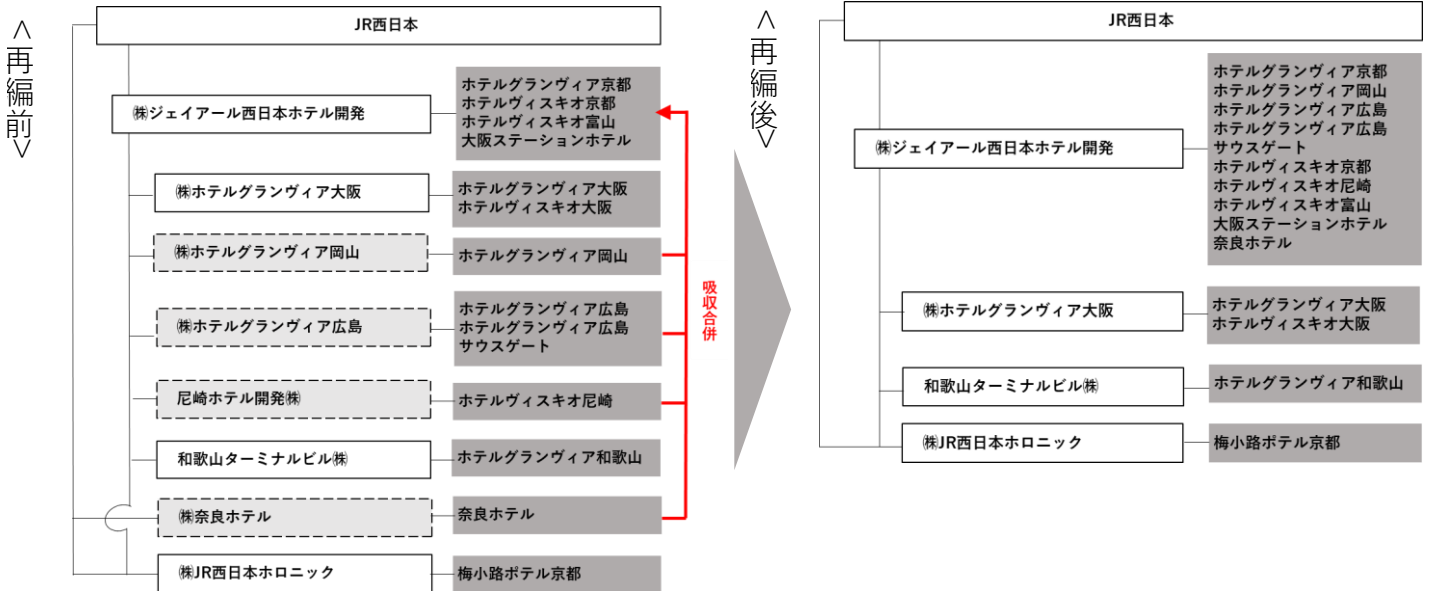 <再編前>
JR西日本
㈱ジェイアール西日本ホテル開発
ホテルグランヴィア京都
ホテルヴィスキオ京都
ホテルヴィスキオ富山
大阪ステーションホテル
㈱ホテルグランヴィア大阪
ホテルグランヴィア大阪
ホテルヴィスキオ大阪
㈱ホテルグランヴィア岡山
ホテルグランヴィア岡山
㈱ホテルグランヴィア広島
ホテルグランヴィア広島
ホテルグランヴィア広島
サウスゲート
尼崎ホテル開発㈱
ホテルヴィスキオ尼崎
和歌山ターミナルビル㈱
ホテルグランヴィア和歌山
㈱奈良ホテル
奈良ホテル
㈱JR西日本ホロニック
梅小路ポテル京都
吸収合併
<再編後>
JR西日本
㈱ジェイアール西日本ホテル開発
ホテルグランヴィア京都
ホテルグランヴィア岡山
ホテルグランヴィア広島
ホテルグランヴィア広島
サウスゲート
ホテルヴィスキオ京都
ホテルヴィスキオ尼崎
ホテルヴィスキオ富山
大阪ステーションホテル
奈良ホテル
㈱ホテルグランヴィア大阪
ホテルグランヴィア大阪
ホテルヴィスキオ大阪
和歌山ターミナルビル㈱
ホテルグランヴィア和歌山
㈱JR西日本ホロニック
梅小路ポテル京都